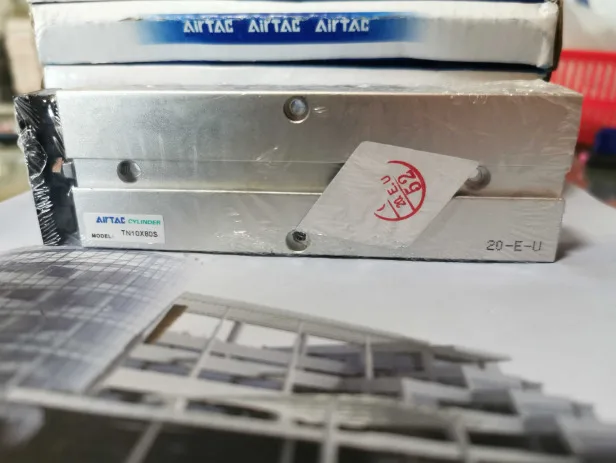 AIRTAC AIRTAC AIRTAC
AIRTAC CYLINDER
MODEL: TN10X80S
20-E-U